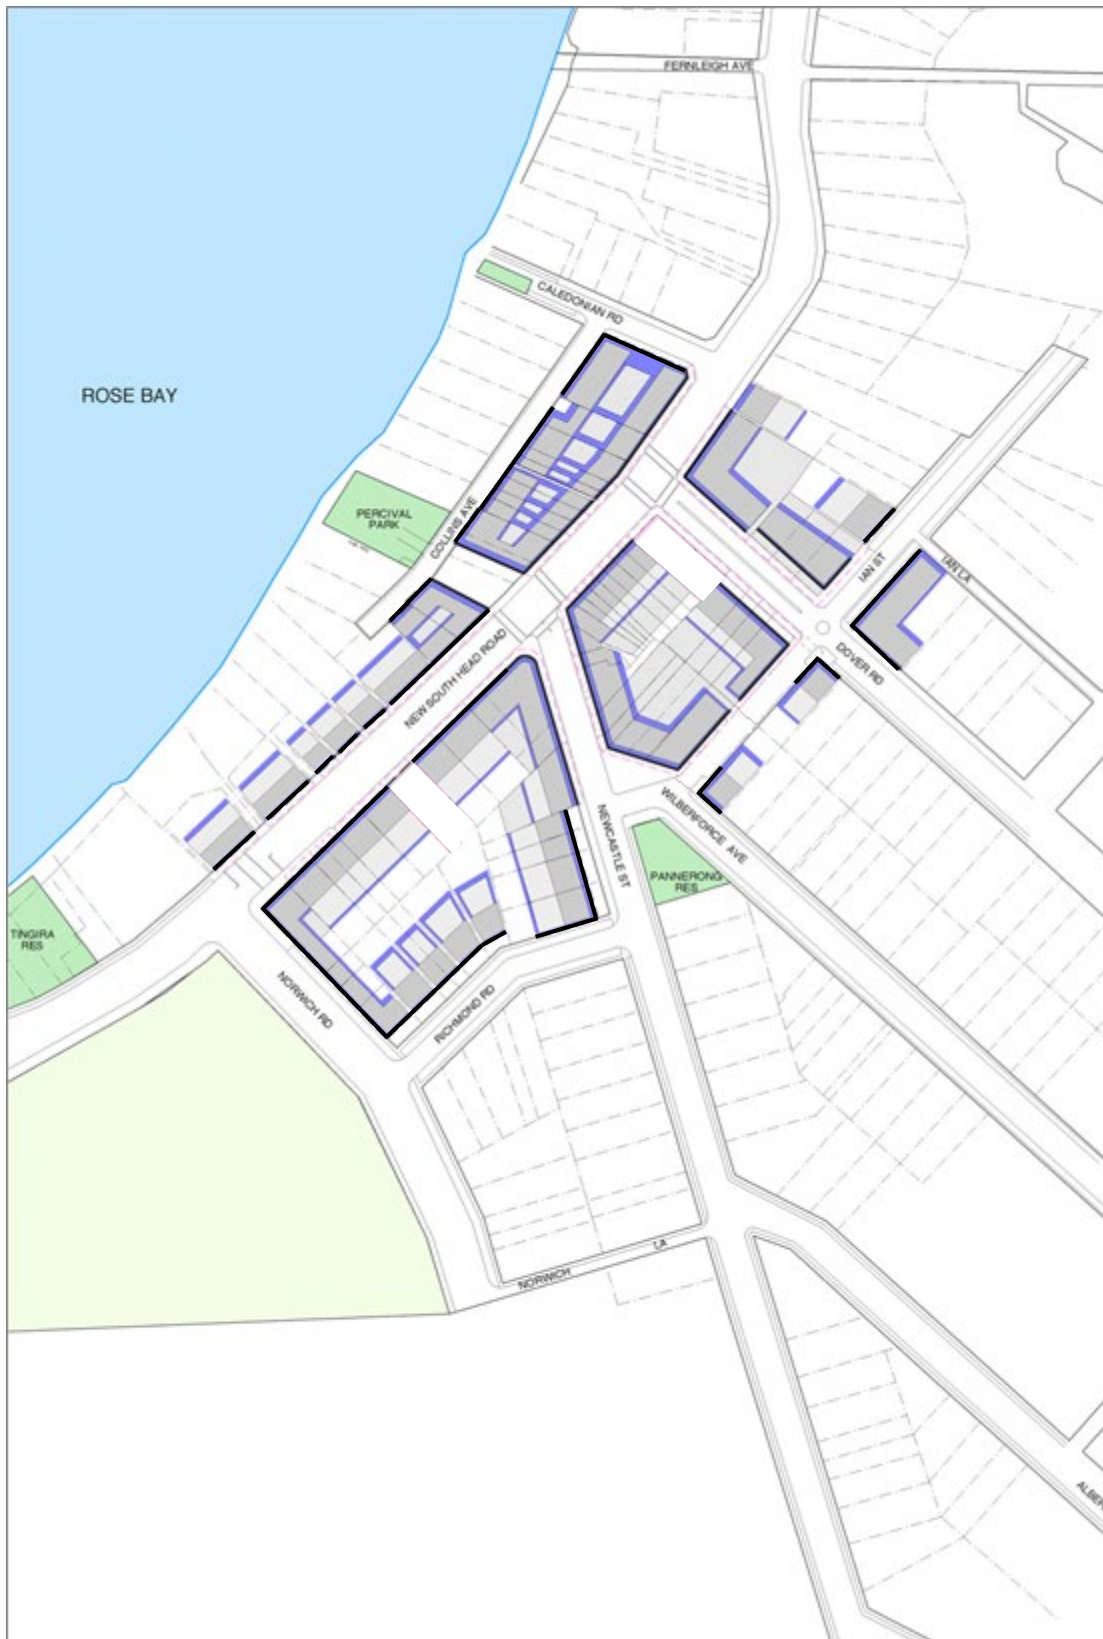 FERNLEIGH AVE
CALEDONIAN RD
ROSE BAY
PERCIVAL
PARK
COLLINS AVE
IAN ST
IAN LA
NEW SOUTH HEAD ROAD
DOVER RD
NEWCASTLE ST
WILBERFORCE AVE
PANNERONG
RES
TINGIRA
RES
NORWICH RD
RICHMOND RD
NORWICH
LA
ALBER